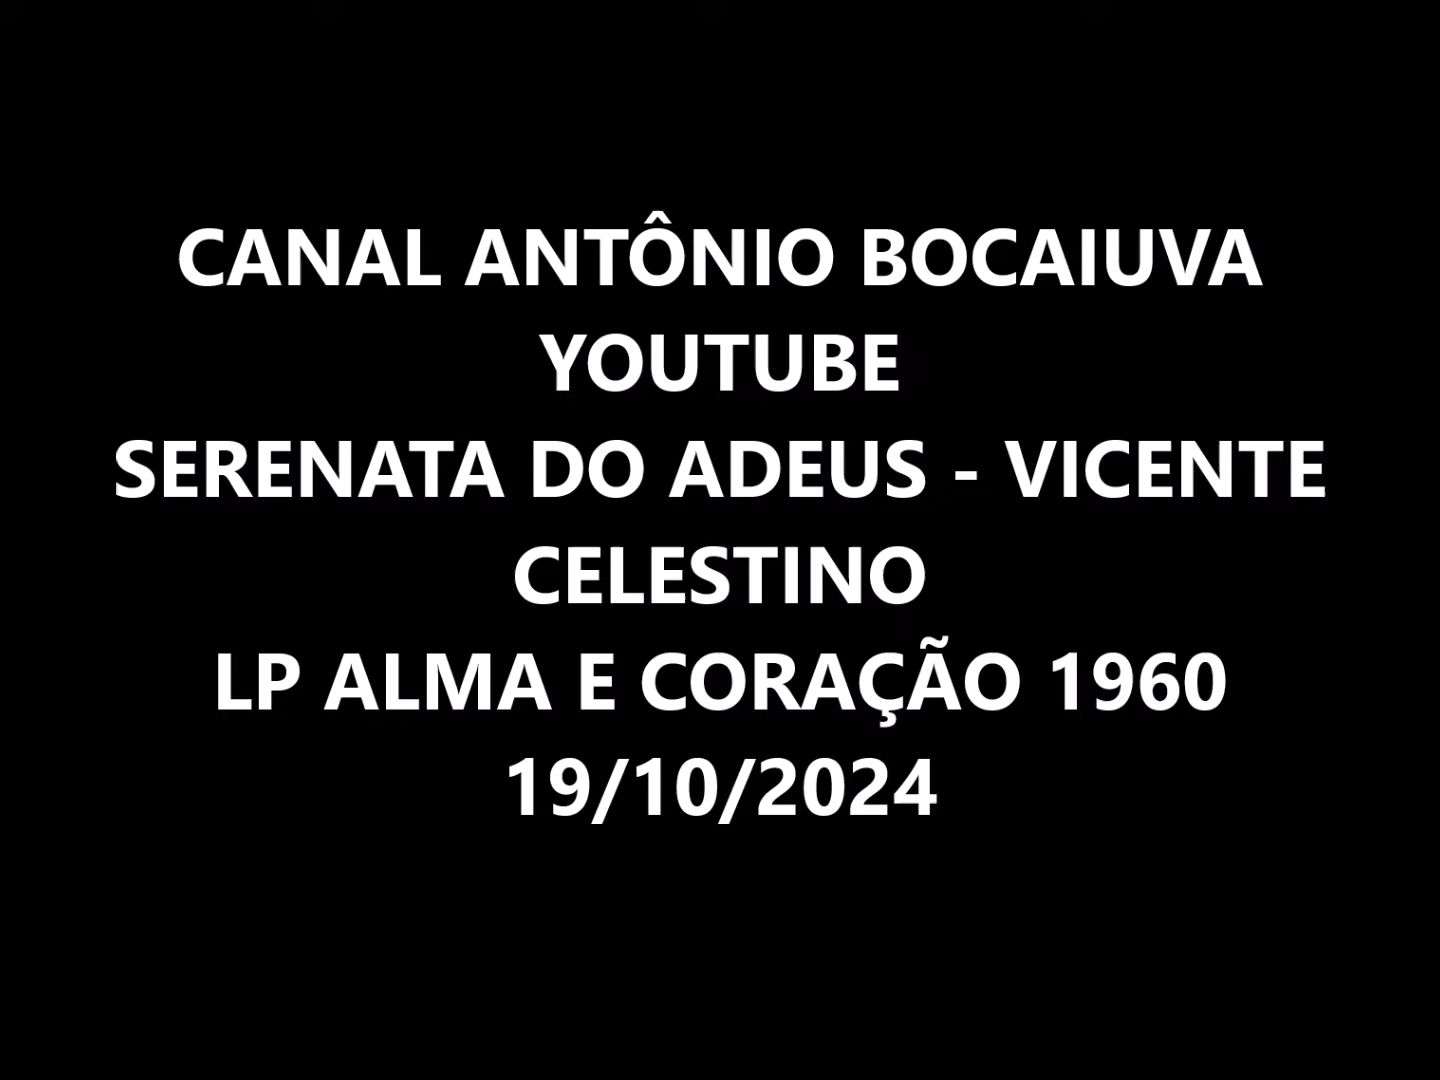 CANAL ANTÔNIO BOCAIUVA
YOUTUBE
SERENATA DO ADEUS - VICENTE
CELESTINO
LP ALMA E CORAÇÃO 1960
19/10/2024